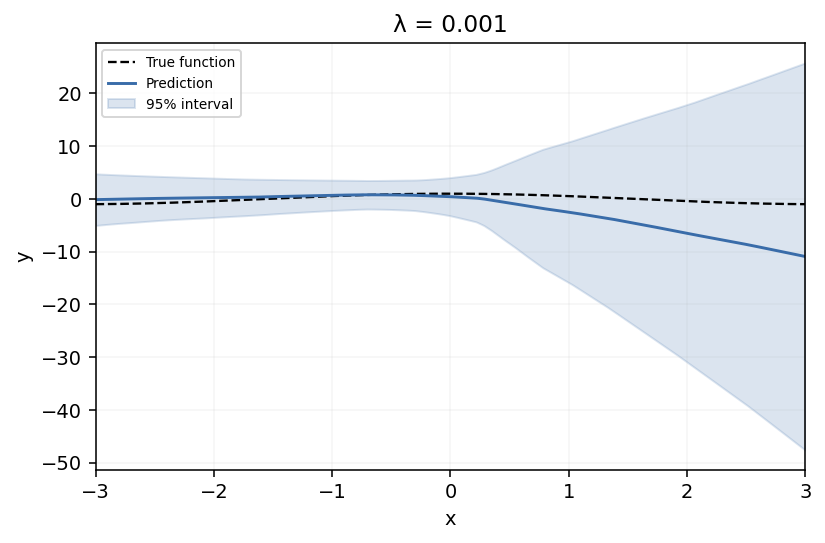 λ = 0.001
True function
Prediction
95% interval
y
20
10
0
−10
−20
−30
−40
−50
−3 −2 −1 0 1 2 3
x